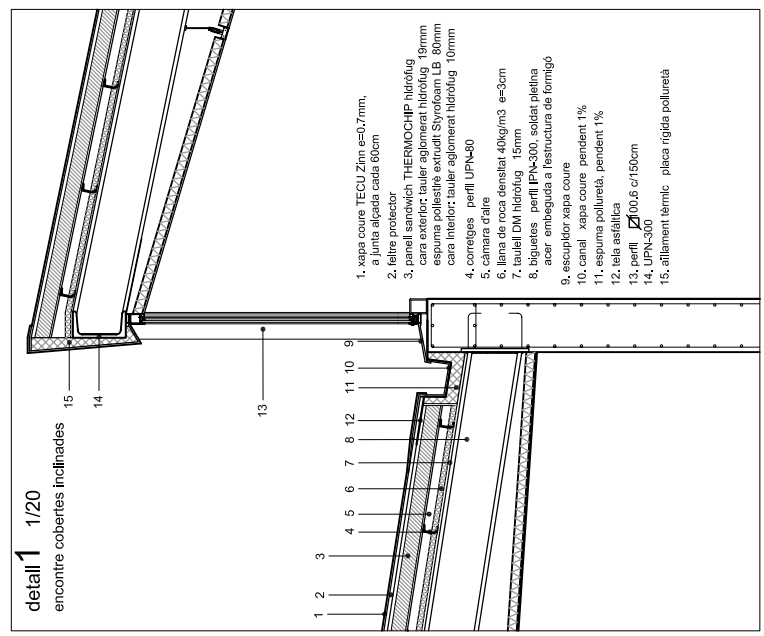 detall 1 1/20
encontre cobertes inclinades
1. xapa coure TECU Zinn e=0,7mm,
a junta alçada cada 60cm
2. feltre protector
3. panell sandwich THERMOCHIP hidròfug
cara exterior: tauler aglomerat hidròfug 19mm
espuma poliestirè extrudit Styrofoam LB 80mm
cara interior: tauler aglomerat hidròfug 10mm
4. corretges perfil UPN-80
5. càmara d'aire
6. llana de roca densitat 40kg/m3 e=3cm
7. taulell DM hidròfug 15mm
8. biguetes perfil IPN-300, soldat pletina
acer embeguda a l'estructura de formigó
9. escupidor xapa coure
10. canal xapa coure pendent 1%
11. espuma polluretà, pendent 1%
12. tela asfàltica
13. perfil 100.6 c/150cm
14. UPN-300
15. aïllament tèrmic placa rígida polluretà
1
2
3
4
5
6
7
8
9
10
11
12
13
14
15